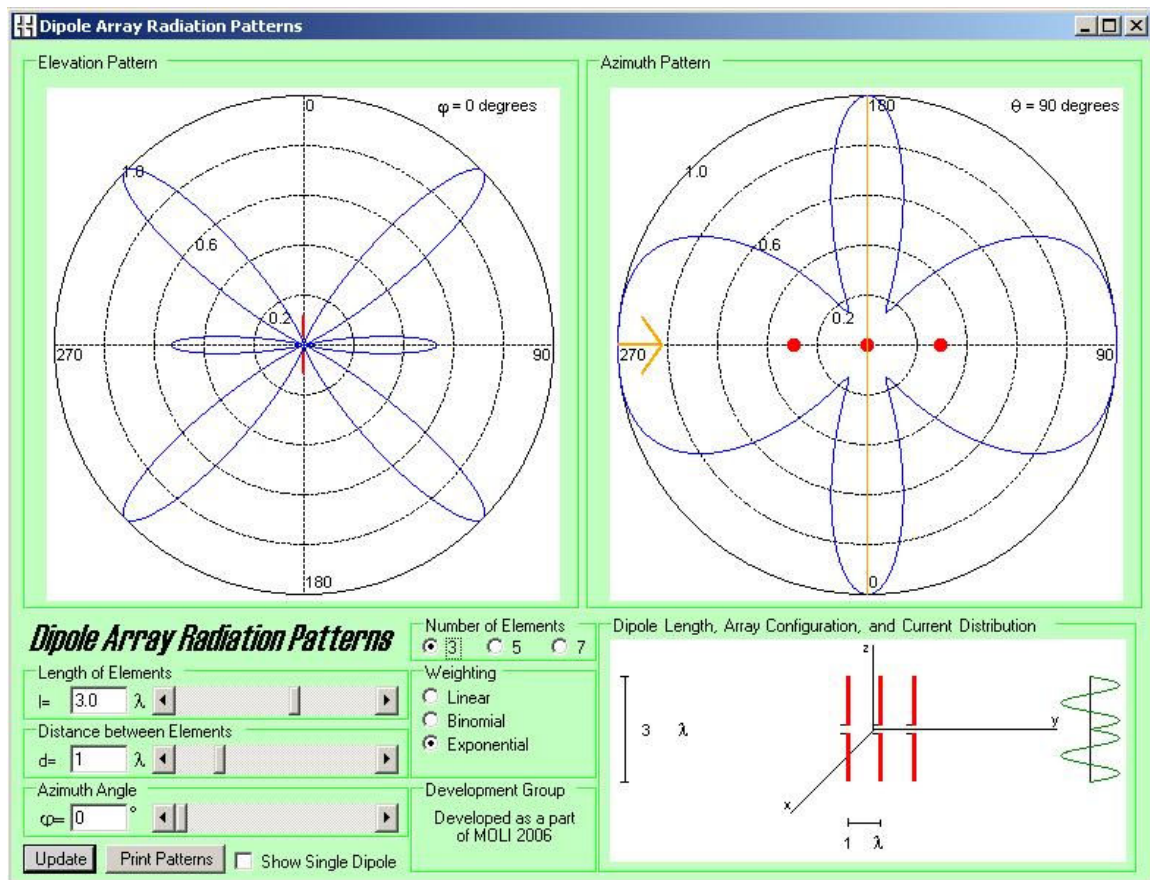 Dipole Array Radiation Patterns
Elevation Pattern
0
φ = 0 degrees
1.0
0.6
0.2
270
90
180
Azimuth Pattern
180
θ = 90 degrees
1.0
0.6
0.2
270
90
0
Dipole Array Radiation Patterns
Length of Elements
l= 3.0 λ
Distance between Elements
d= 1 λ
Azimuth Angle
φ= 0 °
Update
Print Patterns
Show Single Dipole
Number of Elements
3 5 7
Weighting
Linear
Binomial
Exponential
Development Group
Developed as a part
of MOLI 2006
Dipole Length, Array Configuration, and Current Distribution
z
3 λ
y
x
1 λ